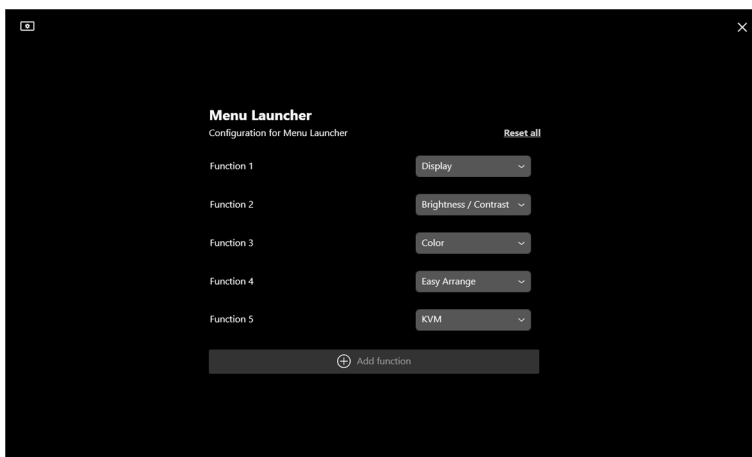 Menu Launcher
Configuration for Menu Launcher Reset all
Function 1 Display
Function 2 Brightness / Contrast
Function 3 Color
Function 4 Easy Arrange
Function 5 KVM
Add function